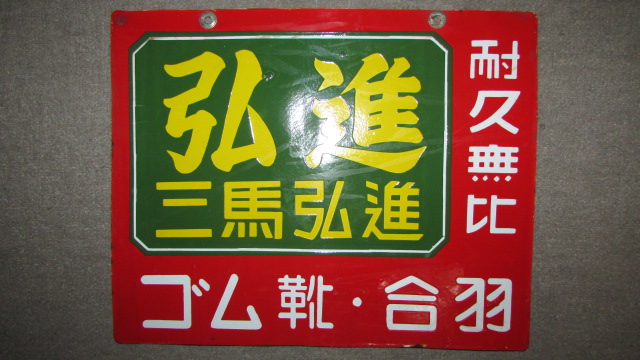 弘進
三馬弘進
耐久無比
ゴム靴・合羽